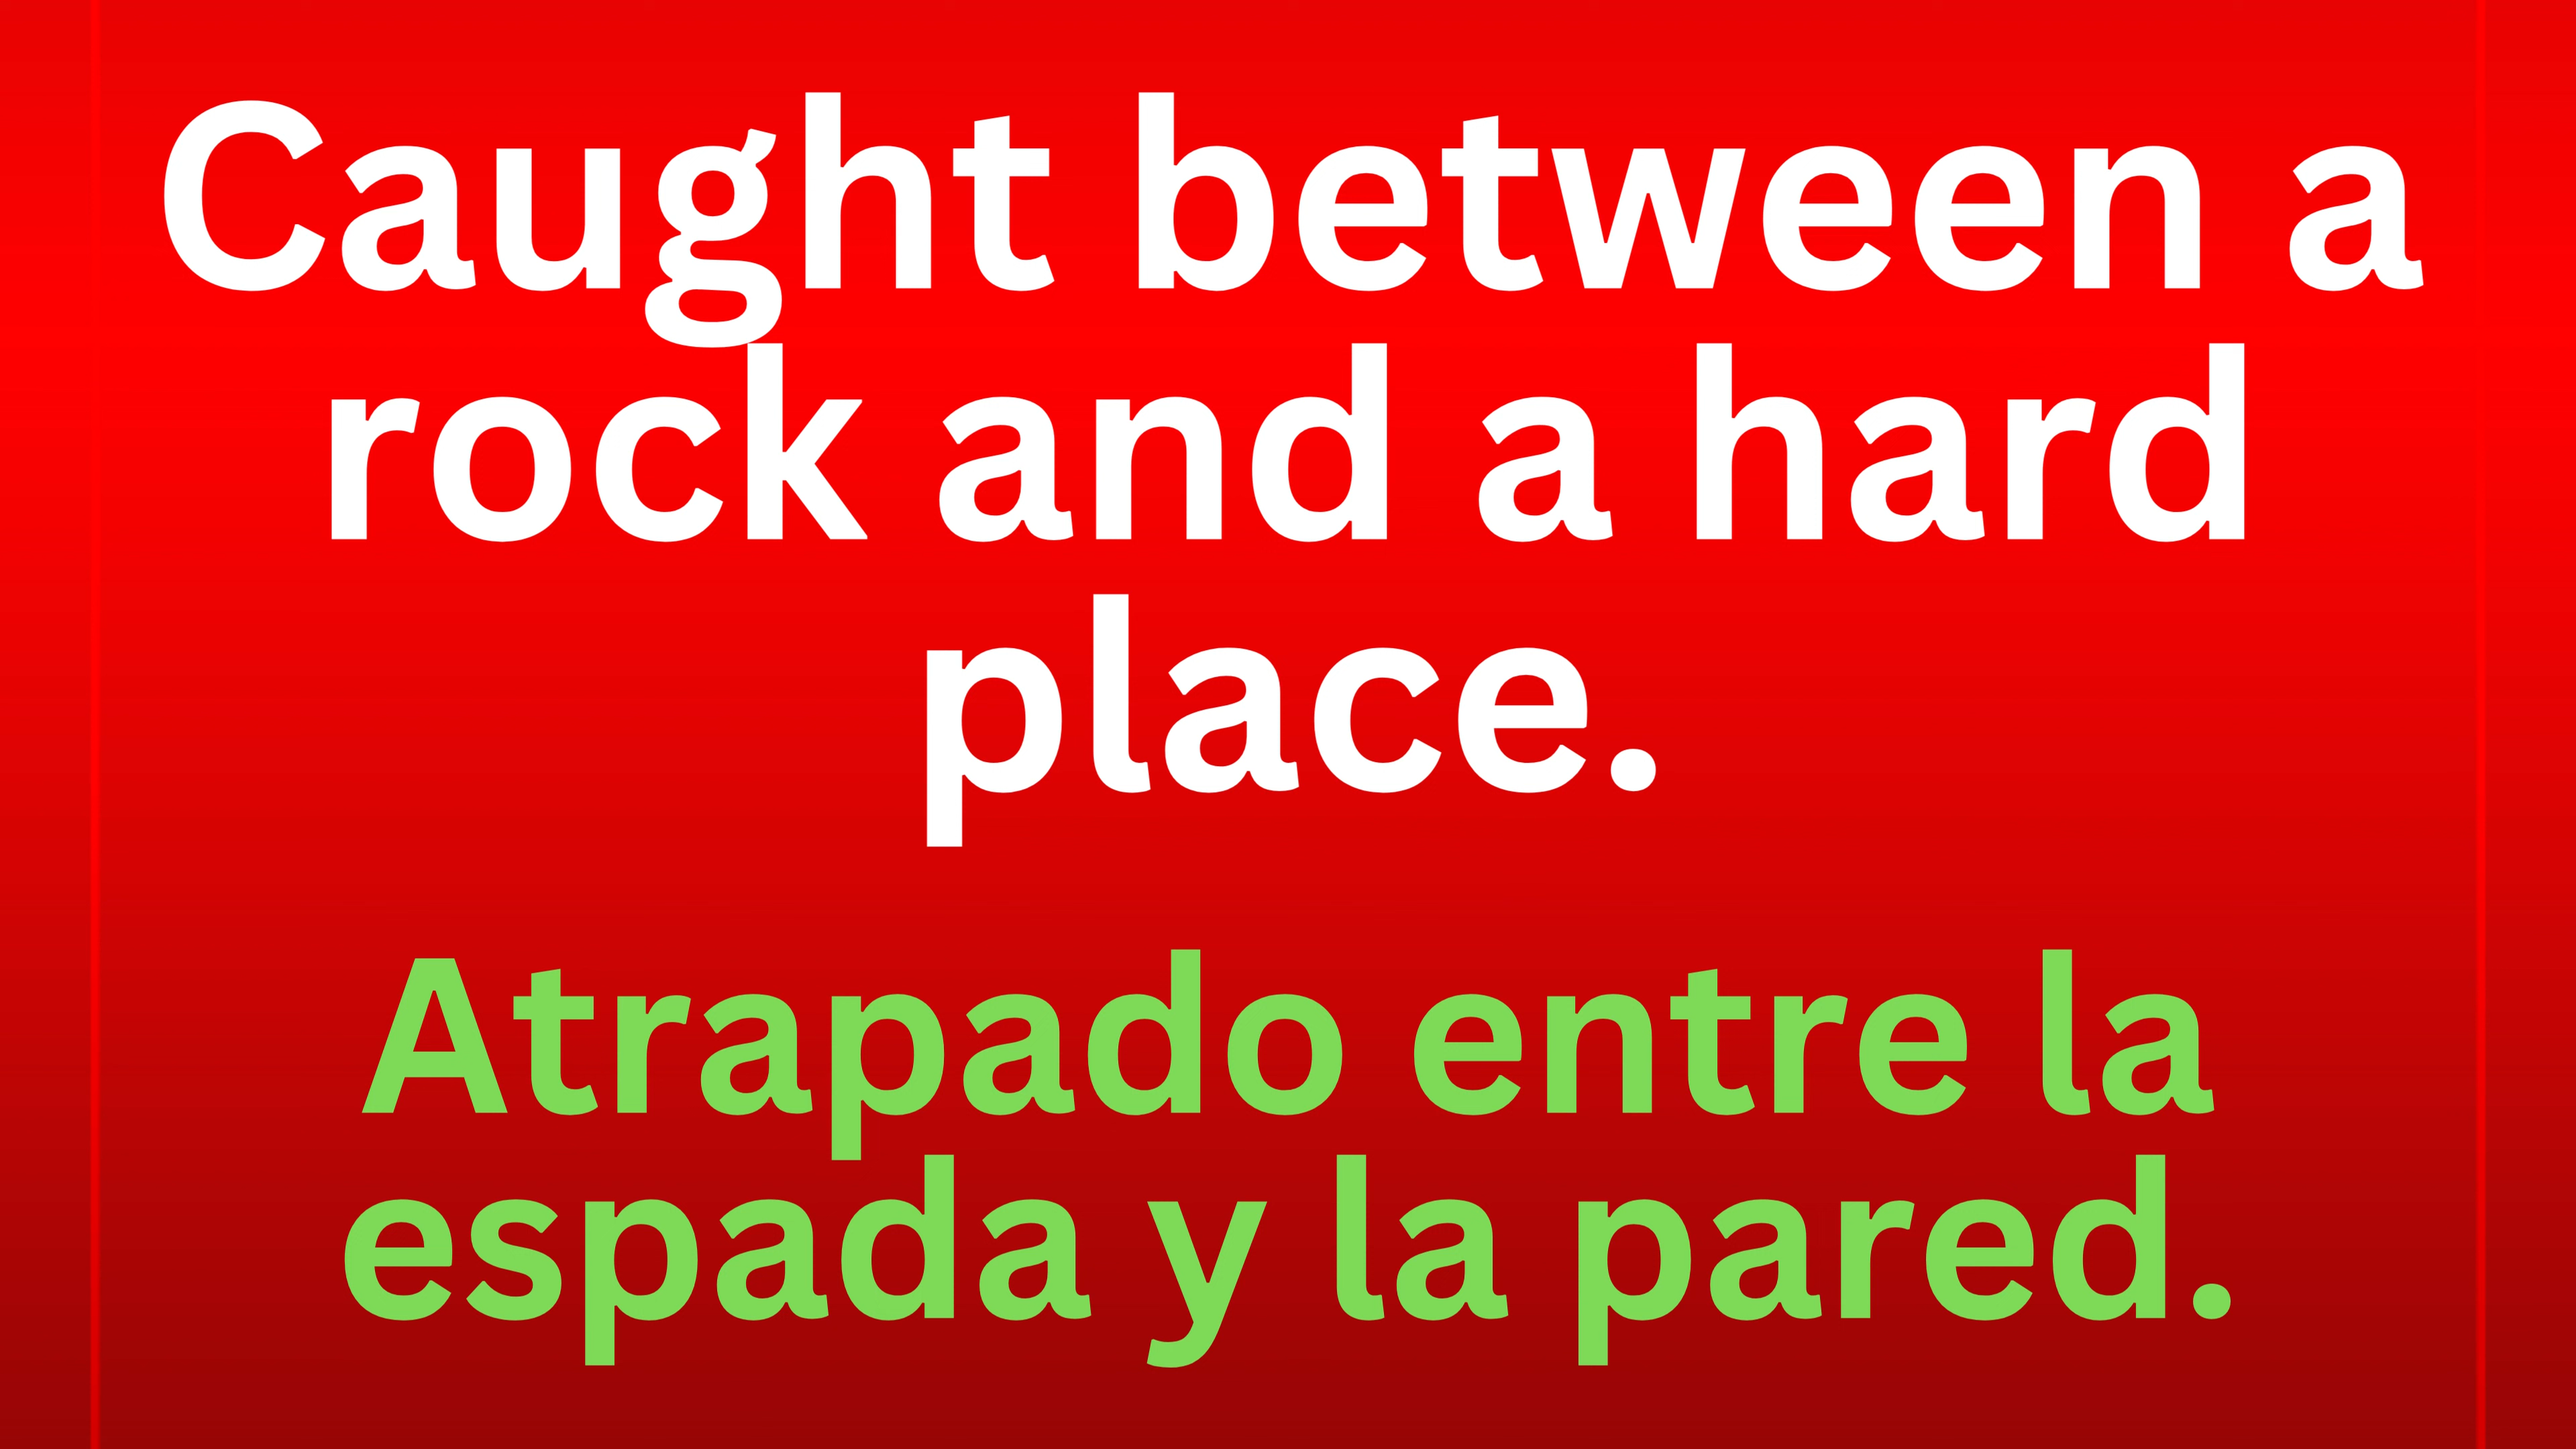 Caught between a
rock and a hard
place.
Atrapado entre la
espada y la pared.